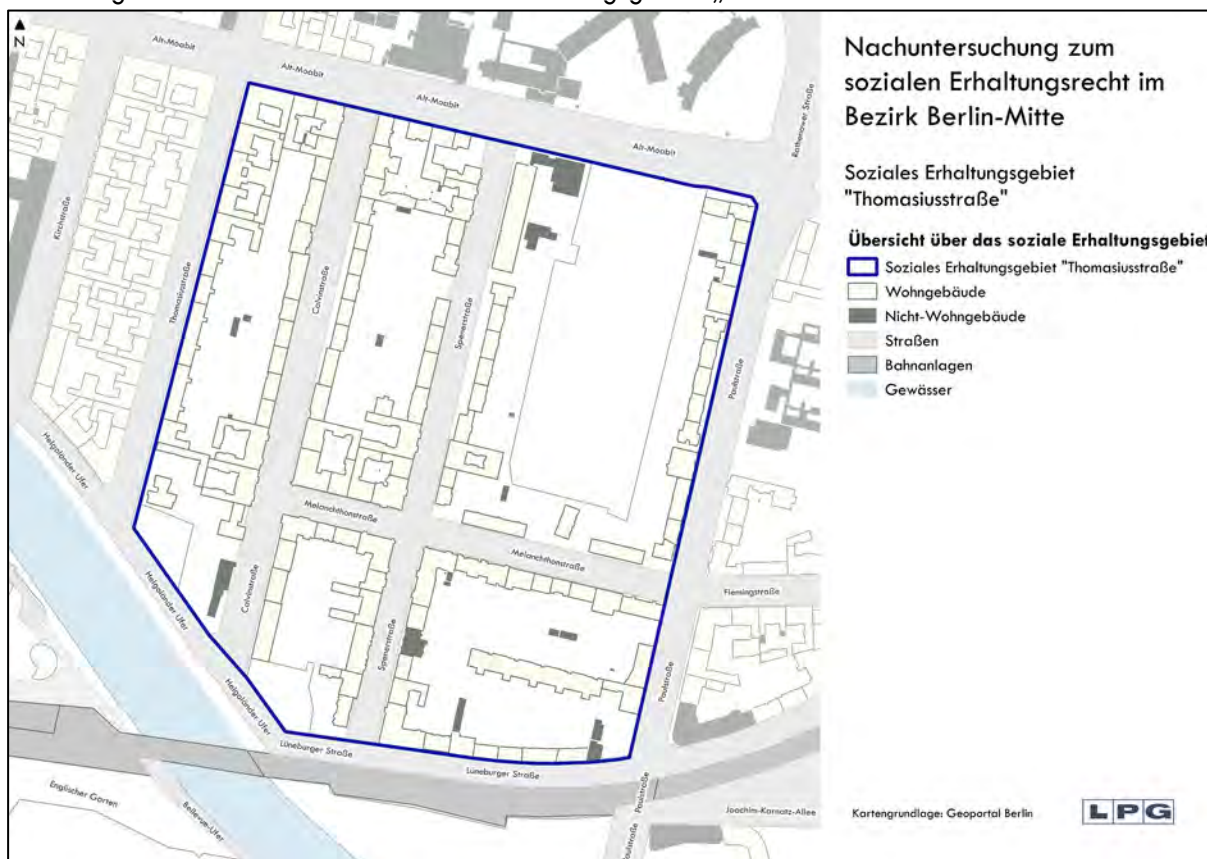 N
Alt-Moabit
Alt-Moabit
Alt-Moabit
Alt-Moabit
Rathenower Straße
Kirchstraße
Thomasiusstraße
Calvinstraße
Spenerstraße
Paulstraße
Helgoländer Ufer
Melanchthonstraße
Melanchthonstraße
Flemingstraße
Helgoländer Ufer
Calvinstraße
Spenerstraße
Paulstraße
Helgoländer Ufer
Lüneburger Straße
Lüneburger Straße
Paulstraße
Englischer Garten
Bellevue-Ufer
Joachim-Karnatz-Allee
Paulstraße
Nachuntersuchung zum
sozialen Erhaltungsrecht im
Bezirk Berlin-Mitte
Soziales Erhaltungsgebiet
"Thomasiusstraße"
Übersicht über das soziale Erhaltungsgebiet
Soziales Erhaltungsgebiet "Thomasiusstraße"
Wohngebäude
Nicht-Wohngebäude
Straßen
Bahnanlagen
Gewässer
Kartengrundlage: Geoportal Berlin
LPG